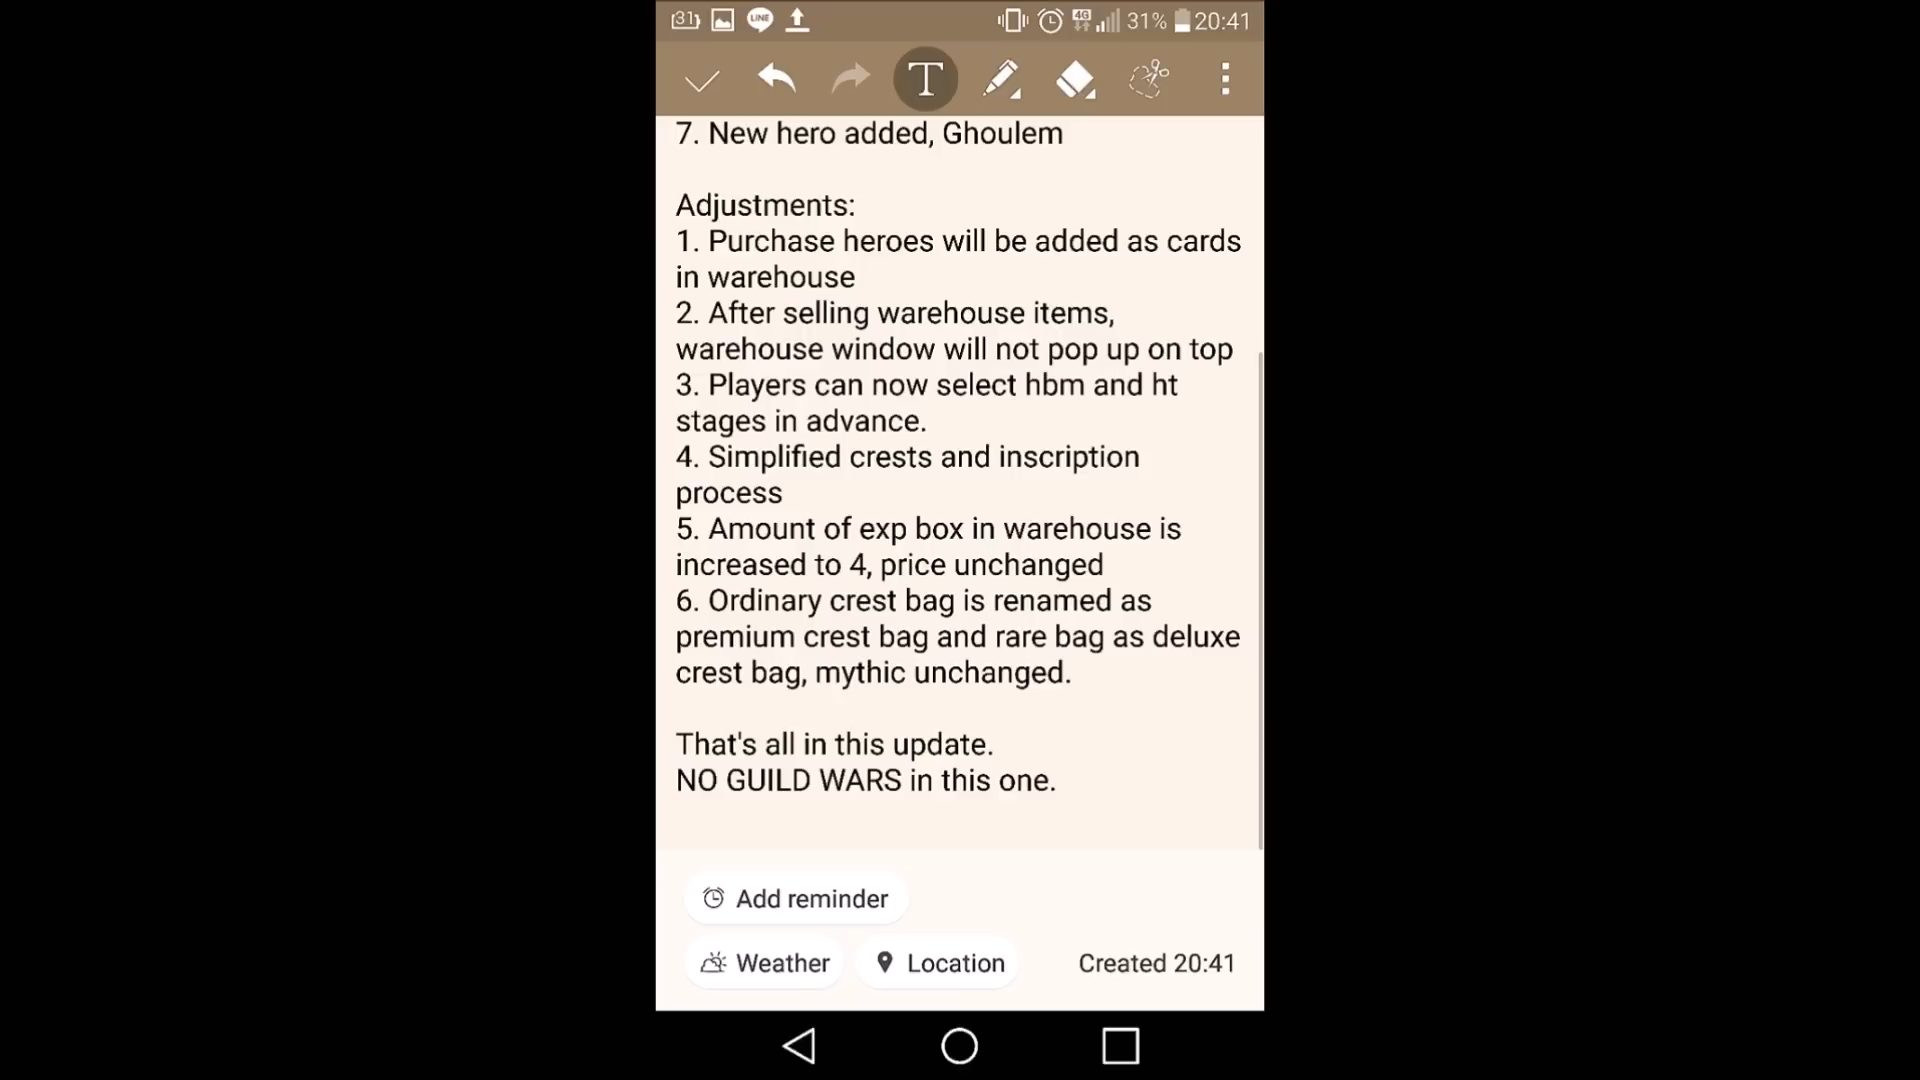 31 LINE 4G 31% 20:41
T
7. New hero added, Ghoulem
Adjustments:
1. Purchase heroes will be added as cards
in warehouse
2. After selling warehouse items,
warehouse window will not pop up on top
3. Players can now select hbm and ht
stages in advance.
4. Simplified crests and inscription
process
5. Amount of exp box in warehouse is
increased to 4, price unchanged
6. Ordinary crest bag is renamed as
premium crest bag and rare bag as deluxe
crest bag, mythic unchanged.
That's all in this update.
NO GUILD WARS in this one.
Add reminder
Weather Location Created 20:41